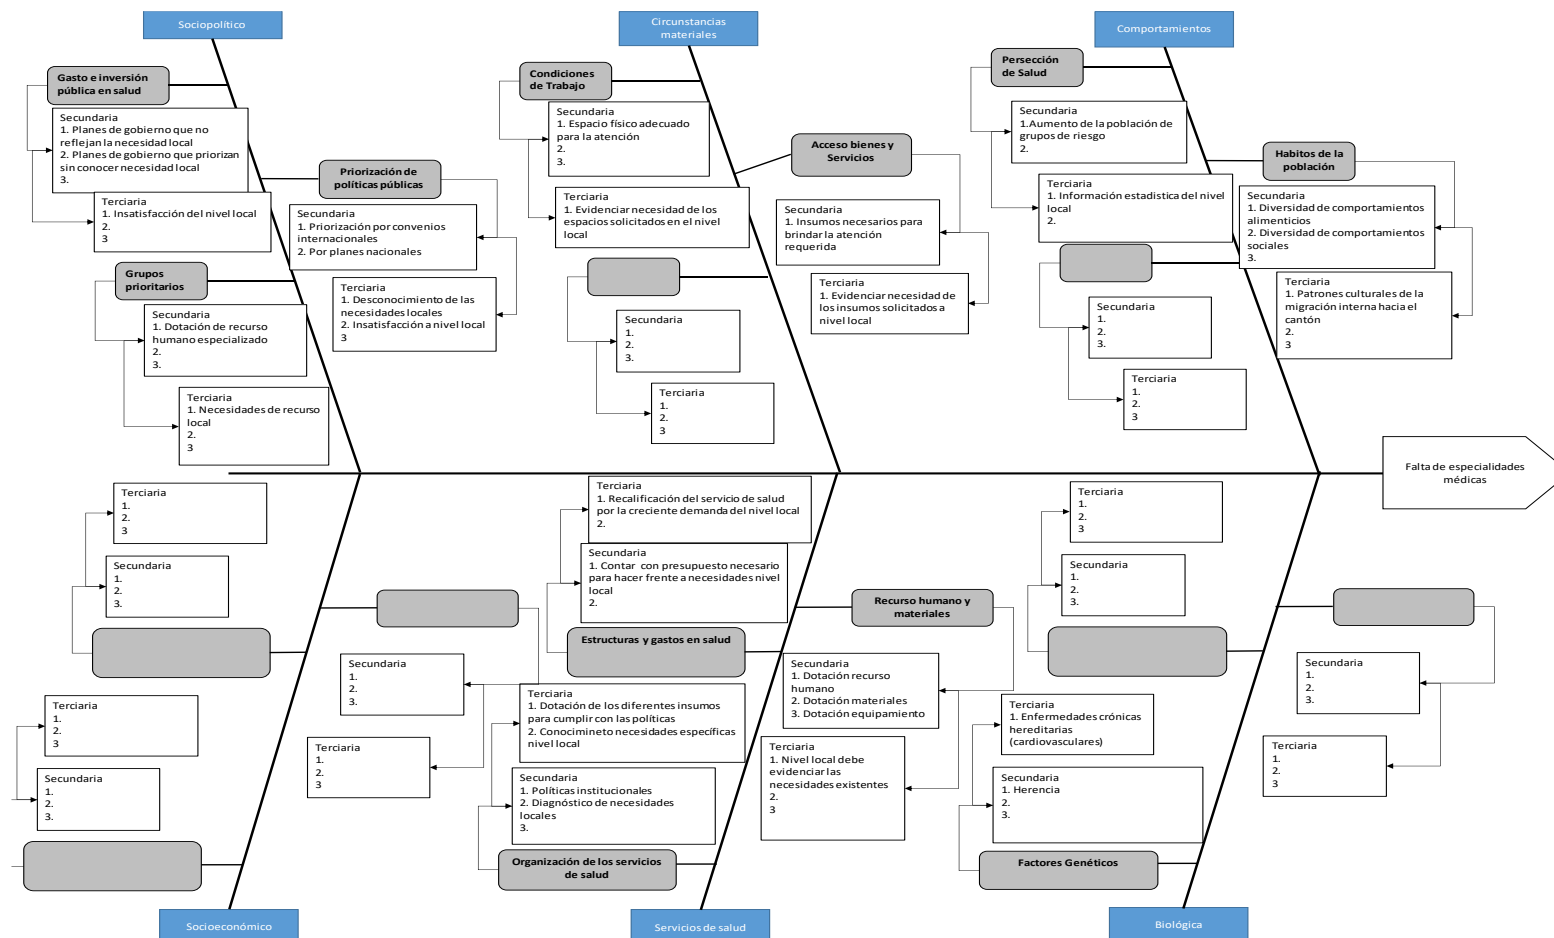 Sociopolítico
Gasto e inversión
pública en salud
Secundaria
1. Planes de gobierno que no
reflejan la necesidad local
2. Planes de gobierno que priorizan
sin conocer necesidad local
3.
Terciaria
1. Insatisfacción del nivel local
2.
3
Priorización de
políticas públicas
Secundaria
1. Priorización por convenios
internacionales
2. Por planes nacionales
Terciaria
1. Desconocimiento de las
necesidades locales
2. Insatisfacción a nivel local
3
Grupos
prioritarios
Secundaria
1. Dotación de recurso
humano especializado
2.
3.
Terciaria
1. Necesidades de recurso
local
2.
3
Circunstancias
materiales
Condiciones
de Trabajo
Secundaria
1. Espacio físico adecuado
para la atención
2.
3.
Terciaria
1. Evidenciar necesidad de los
espacios solicitados en el nivel
local
Acceso bienes y
Servicios
Secundaria
1. Insumos necesarios para
brindar la atención
requerida
Terciaria
1. Evidenciar necesidad de
los insumos solicitados a
nivel local
Secundaria
1.
2.
3.
Terciaria
1.
2.
3
Comportamientos
Persección
de Salud
Secundaria
1.Aumento de la población de
grupos de riesgo
2.
Terciaria
1. Información estadistica del nivel
local
2.
Habitos de la
población
Secundaria
1. Diversidad de comportamientos
alimenticios
2. Diversidad de comportamientos
sociales
3.
Terciaria
1. Patrones culturales de la
migración interna hacia el
cantón
2.
3
Secundaria
1.
2.
3.
Terciaria
1.
2.
3
Falta de especialidades
médicas
Terciaria
1.
2.
3
Secundaria
1.
2.
3.
Secundaria
1.
2.
3.
Terciaria
1.
2.
3
Terciaria
1.
2.
3
Secundaria
1.
2.
3.
Socioeconómico
Terciaria
1. Recalificación del servicio de salud
por la creciente demanda del nivel local
2.
Secundaria
1. Contar con presupuesto necesario
para hacer frente a necesidades nivel
local
2.
Estructuras y gastos en salud
Recurso humano y
materiales
Secundaria
1. Dotación recurso
humano
2. Dotación materiales
3. Dotación equipamiento
Terciaria
1. Nivel local debe
evidenciar las
necesidades existentes
2.
3
Terciaria
1. Dotación de los diferentes insumos
para cumplir con las políticas
2. Conocimineto necesidades específicas
nivel local
Secundaria
1. Políticas institucionales
2. Diagnóstico de necesidades
locales
3.
Organización de los servicios
de salud
Servicios de salud
Terciaria
1.
2.
3
Secundaria
1.
2.
3.
Secundaria
1.
2.
3.
Terciaria
1.
2.
3
Terciaria
1. Enfermedades crónicas
hereditarias
(cardiovasculares)
Secundaria
1. Herencia
2.
3.
Factores Genéticos
Biológica